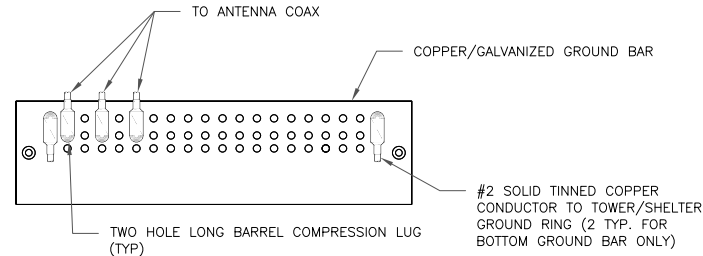 TO ANTENNA COAX
COPPER/GALVANIZED GROUND BAR
#2 SOLID TINNED COPPER
CONDUCTOR TO TOWER/SHELTER
GROUND RING (2 TYP. FOR
BOTTOM GROUND BAR ONLY)
TWO HOLE LONG BARREL COMPRESSION LUG
(TYP)